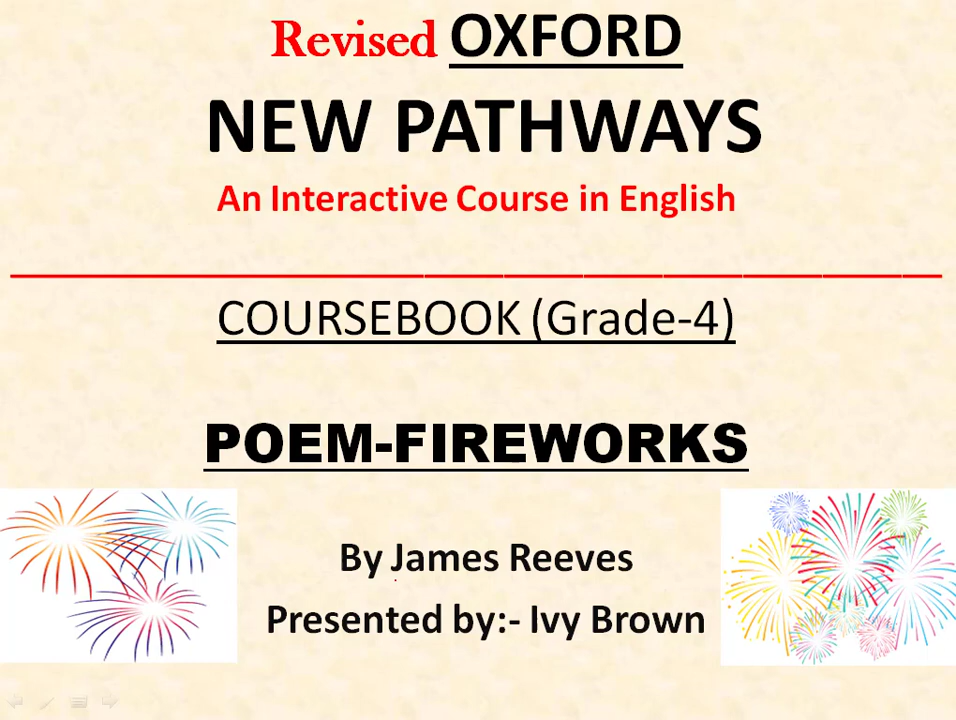 Revised OXFORD
NEW PATHWAYS
An Interactive Course in English
COURSEBOOK (Grade-4)
POEM-FIREWORKS
By James Reeves
Presented by:- Ivy Brown